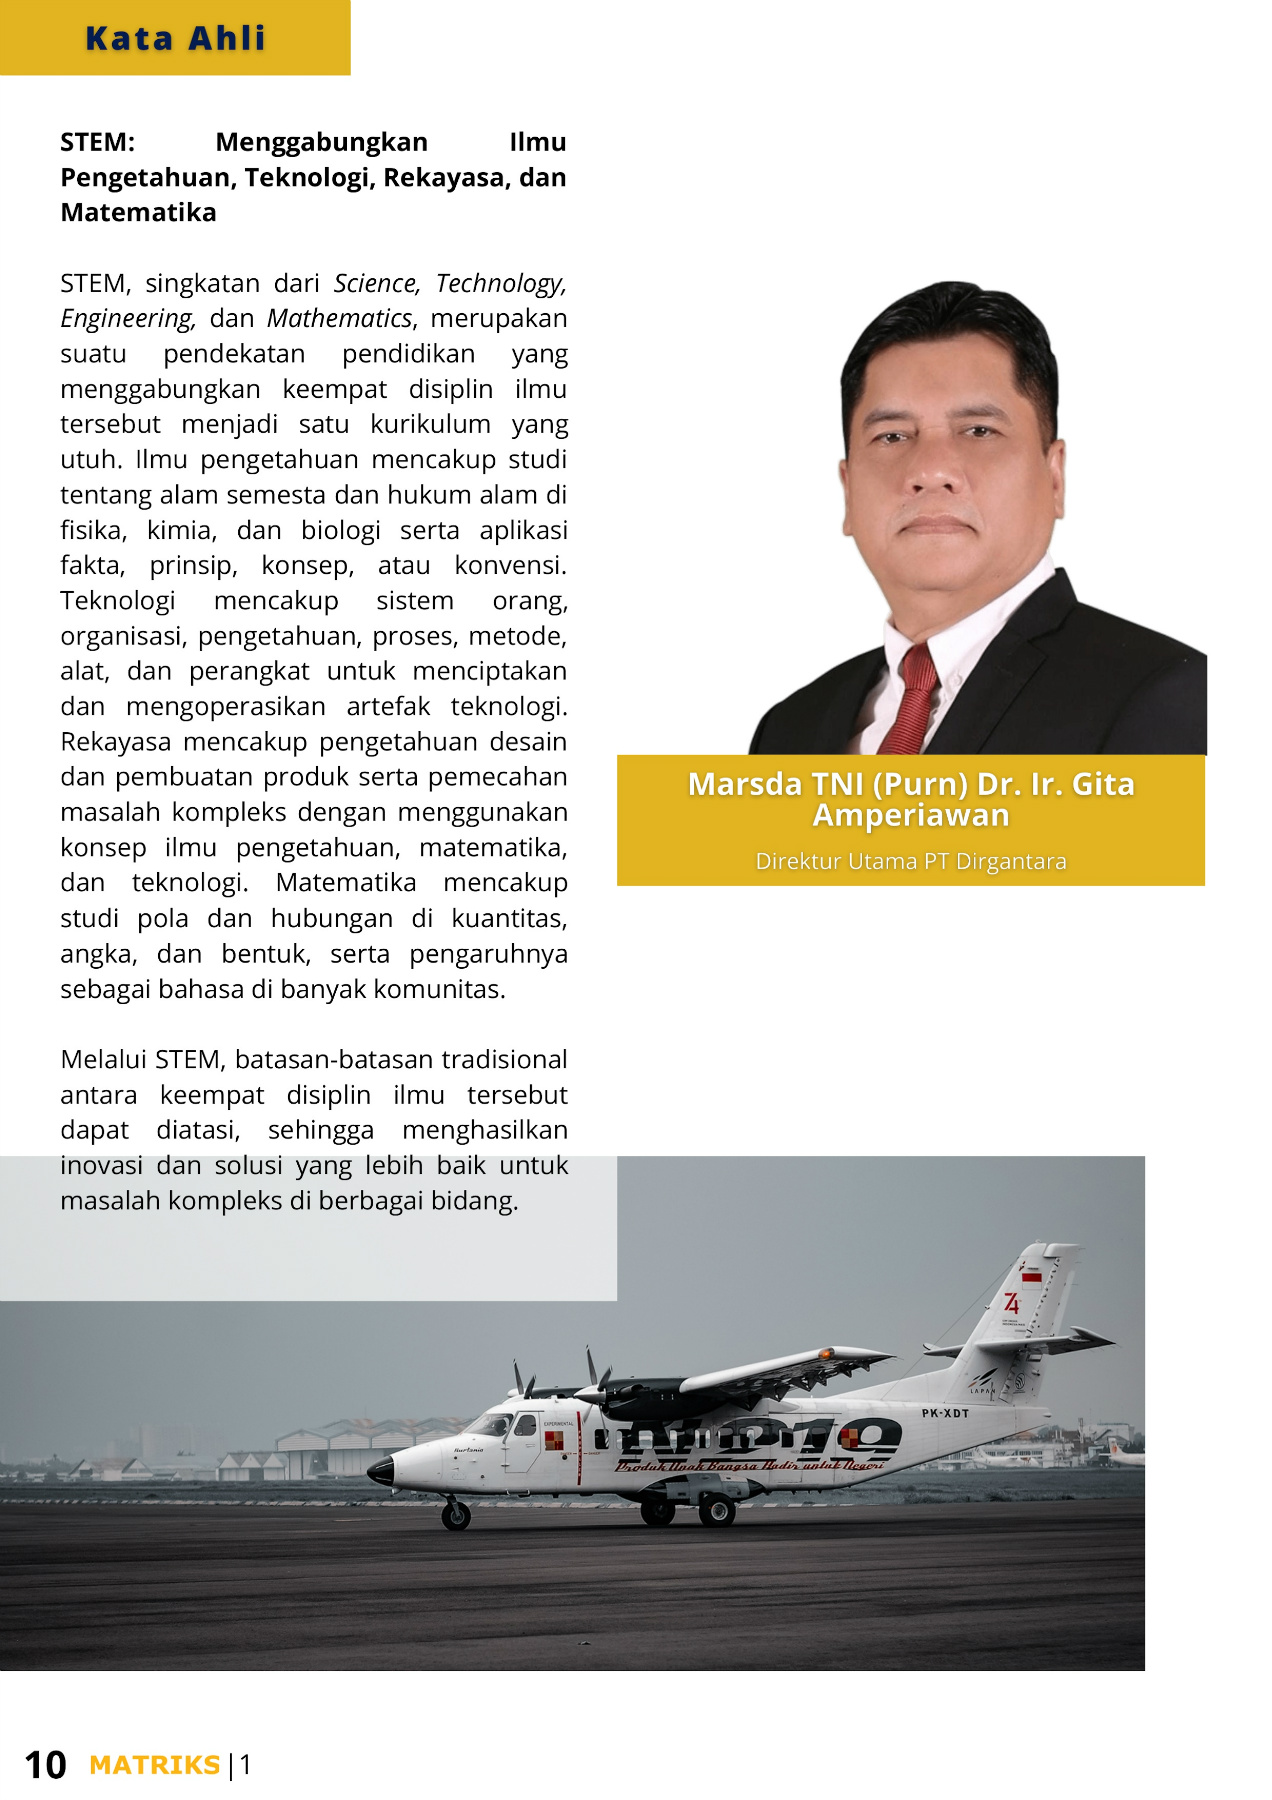 Kata Ahli
STEM: Menggabungkan Ilmu
Pengetahuan, Teknologi, Rekayasa, dan
Matematika
STEM, singkatan dari Science, Technology,
Engineering, dan Mathematics, merupakan
suatu pendekatan pendidikan yang
menggabungkan keempat disiplin ilmu
tersebut menjadi satu kurikulum yang
utuh. Ilmu pengetahuan mencakup studi
tentang alam semesta dan hukum alam di
fisika, kimia, dan biologi serta aplikasi
fakta, prinsip, konsep, atau konvensi.
Teknologi mencakup sistem orang,
organisasi, pengetahuan, proses, metode,
alat, dan perangkat untuk menciptakan
dan mengoperasikan artefak teknologi.
Rekayasa mencakup pengetahuan desain
dan pembuatan produk serta pemecahan
masalah kompleks dengan menggunakan
konsep ilmu pengetahuan, matematika,
dan teknologi. Matematika mencakup
studi pola dan hubungan di kuantitas,
angka, dan bentuk, serta pengaruhnya
sebagai bahasa di banyak komunitas.
Melalui STEM, batasan-batasan tradisional
antara keempat disiplin ilmu tersebut
dapat diatasi, sehingga menghasilkan
inovasi dan solusi yang lebih baik untuk
masalah kompleks di berbagai bidang.
Marsda TNI (Purn) Dr. Ir. Gita
Amperiawan
Direktur Utama PT Dirgantara
74
LAPAN
PK-XDT
EXPERIMENTAL
Nurtanio
N219
Produk Anak Bangsa Hadir untuk Negeri
10 MATRIKS |1